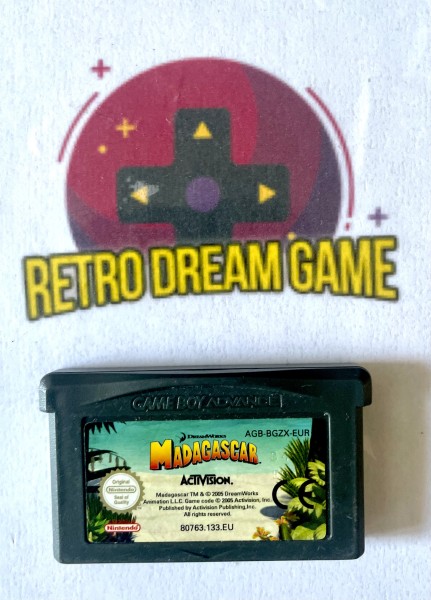 RETRO DREAM GAME
GAME BOY ADVANCE
AGB-BGZX-EUR
DREAMWORKS
MADAGASCAR
ACTIVISION.
Original
Nintendo
Seal of
Quality
Madagascar TM & © 2005 DreamWorks
Animation L.L.C. Game code © 2005 Activision, Inc.
Published by Activision Publishing, Inc.
All rights reserved.
Nintendo
80763.133.EU
CE